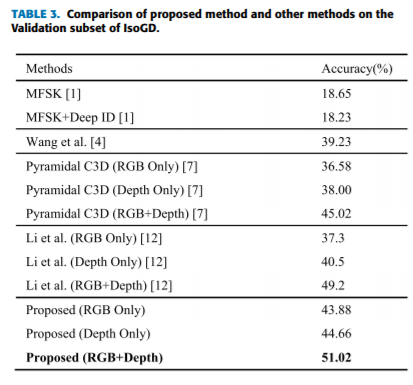 TABLE 3. Comparison of proposed method and other methods on the
Validation subset of IsoGD.
Methods Accuracy(%)
MFSK [1] 18.65
MFSK+Deep ID [1] 18.23
Wang et al. [4] 39.23
Pyramidal C3D (RGB Only) [7] 36.58
Pyramidal C3D (Depth Only) [7] 38.00
Pyramidal C3D (RGB+Depth) [7] 45.02
Li et al. (RGB Only) [12] 37.3
Li et al. (Depth Only) [12] 40.5
Li et al. (RGB+Depth) [12] 49.2
Proposed (RGB Only) 43.88
Proposed (Depth Only) 44.66
Proposed (RGB+Depth) 51.02